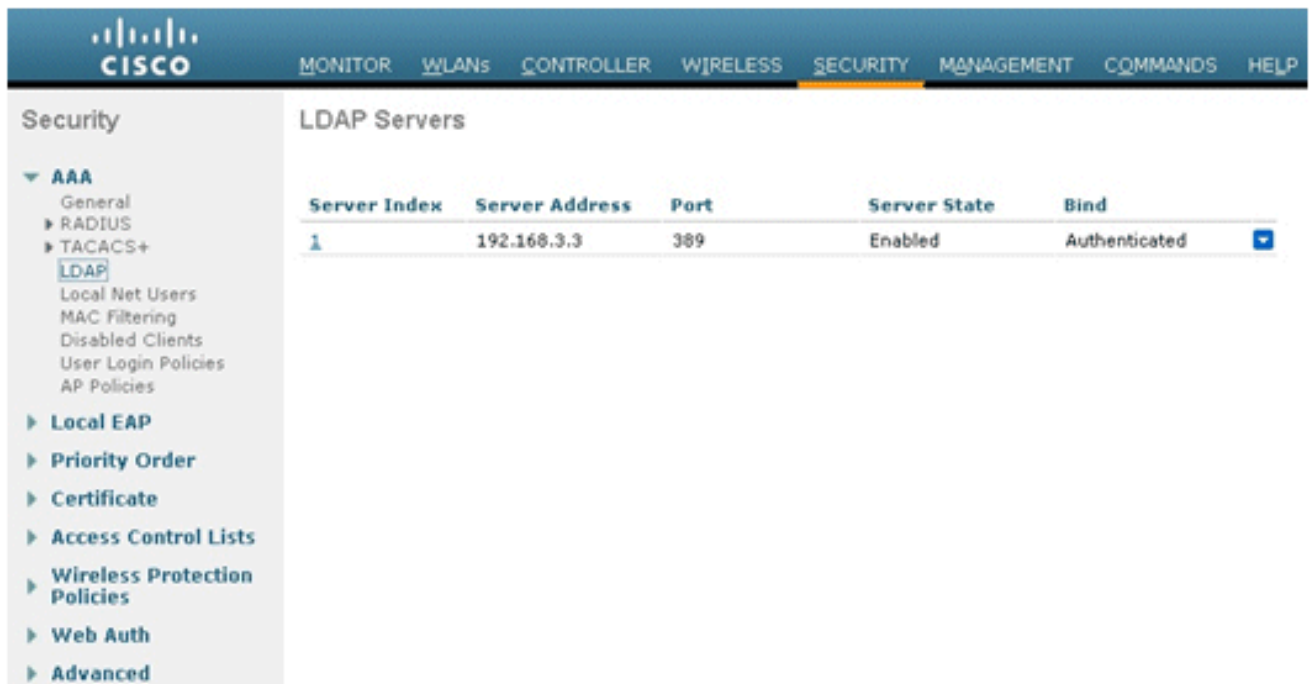 CISCO
MONITOR WLANs CONTROLLER WIRELESS SECURITY MANAGEMENT COMMANDS HELP
Security
AAA
General
RADIUS
TACACS+
LDAP
Local Net Users
MAC Filtering
Disabled Clients
User Login Policies
AP Policies
Local EAP
Priority Order
Certificate
Access Control Lists
Wireless Protection
Policies
Web Auth
Advanced
LDAP Servers
Server Index Server Address Port Server State Bind
1 192.168.3.3 389 Enabled Authenticated